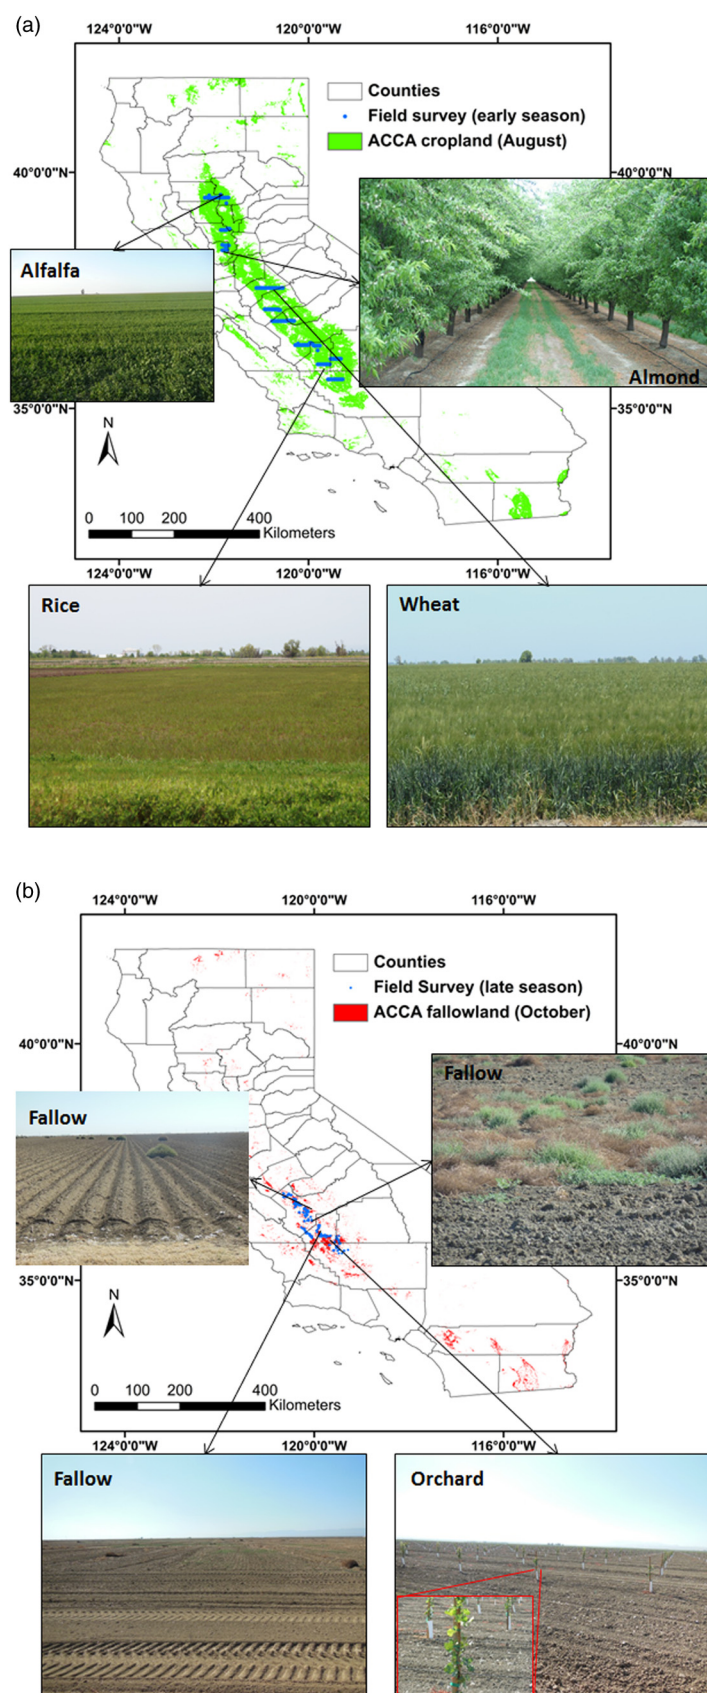 (a)
124°0'0"W 120°0'0"W 116°0'0"W
Counties
Field survey (early season)
ACCA cropland (August)
40°0'0"N 40°0'0"N
Alfalfa
Almond
35°0'0"N 35°0'0"N
N
0 100 200 400
Kilometers
124°0'0"W 120°0'0"W 116°0'0"W
Rice
Wheat
(b)
124°0'0"W 120°0'0"W 116°0'0"W
Counties
Field Survey (late season)
ACCA fallowland (October)
40°0'0"N 40°0'0"N
Fallow
Fallow
35°0'0"N 35°0'0"N
N
0 100 200 400
Kilometers
124°0'0"W 120°0'0"W 116°0'0"W
Fallow
Orchard